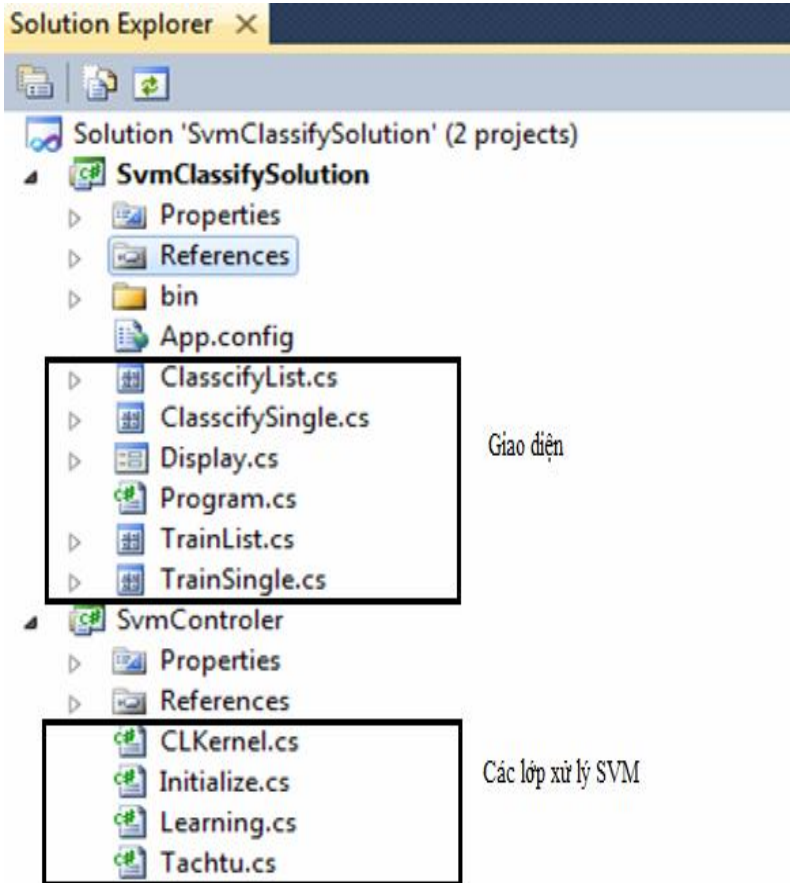 Solution Explorer
Solution 'SvmClassifySolution' (2 projects)
SvmClassifySolution
Properties
References
bin
App.config
ClasscifyList.cs
ClasscifySingle.cs
Display.cs
Giao diện
Program.cs
TrainList.cs
TrainSingle.cs
SvmControler
Properties
References
CLKernel.cs
Initialize.cs
Các lớp xử lý SVM
Learning.cs
Tachtu.cs